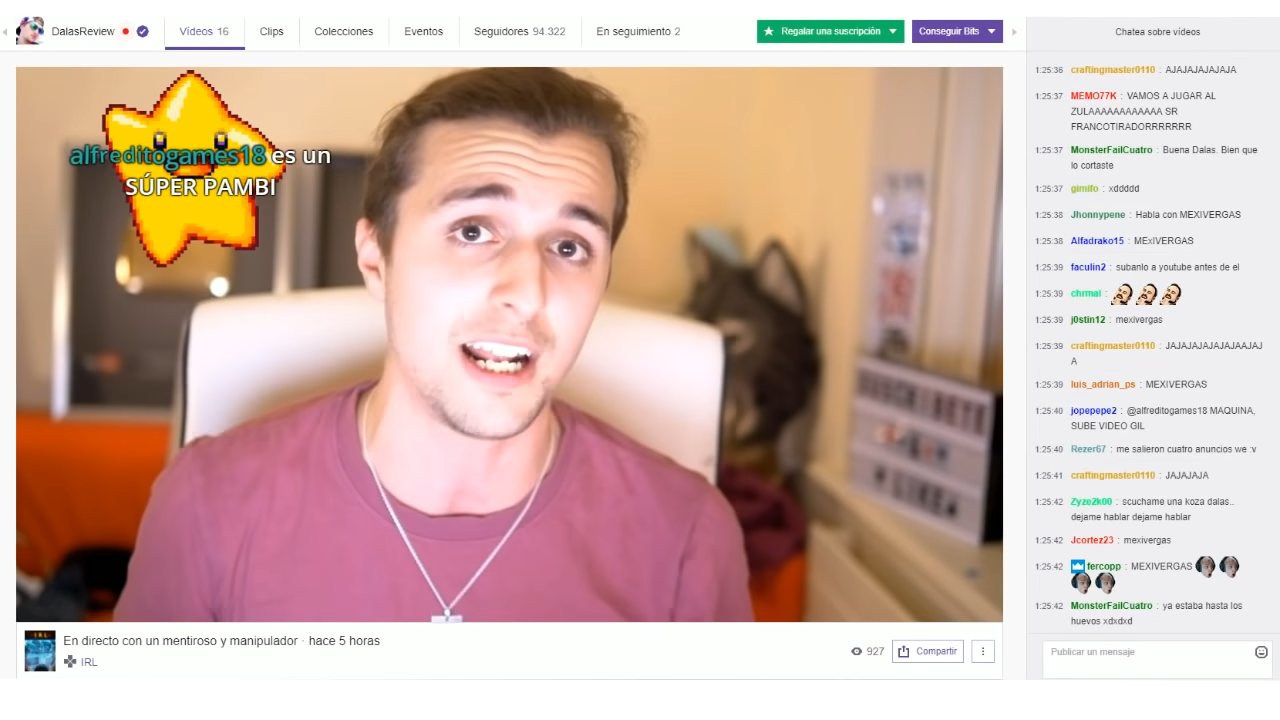 DalasReview
Vídeos 16
Clips
Colecciones
Eventos
Seguidores 94.322
En seguimiento 2
Regalar una suscripción
Conseguir Bits
alfreditogames18 es un
SÚPER PAMBI
SUSCRIBETE
Y LIKE
IRL
En directo con un mentiroso y manipulador · hace 5 horas
IRL
927
Compartir
Chatea sobre vídeos
1:25:36 craftingmaster0110 : AJAJAJAJAJAJA
1:25:37 MEMO77K : VAMOS A JUGAR AL
ZULAAAAAAAAAAAA SR
FRANCOTIRADORRRRRRR
1:25:37 MonsterFailCuatro : Buena Dalas. Bien que
lo cortaste
1:25:37 gimifo : xddddd
1:25:38 Jhonnypene : Habla con MEXIVERGAS
1:25:38 Alfadrako15 : MExIVERGAS
1:25:39 faculin2 : subanlo a youtube antes de el
1:25:39 chrmal :
1:25:39 j0stin12 : mexivergas
1:25:39 craftingmaster0110 : JAJAJAJAJAJAJAAJAJ
A
1:25:39 luis_adrian_ps : MEXIVERGAS
1:25:40 jopepepe2 : @alfreditogames18 MAQUINA,
SUBE VIDEO GIL
1:25:40 Rezer67 : me salieron cuatro anuncios we :v
1:25:41 craftingmaster0110 : JAJAJAJA
1:25:42 Zyze2k00 : scuchame una koza dalas..
dejame hablar dejame hablar
1:25:42 Jcortez23 : mexivergas
1:25:42 fercopp : MEXIVERGAS
1:25:42 MonsterFailCuatro : ya estaba hasta los
huevos xdxdxd
Publicar un mensaje